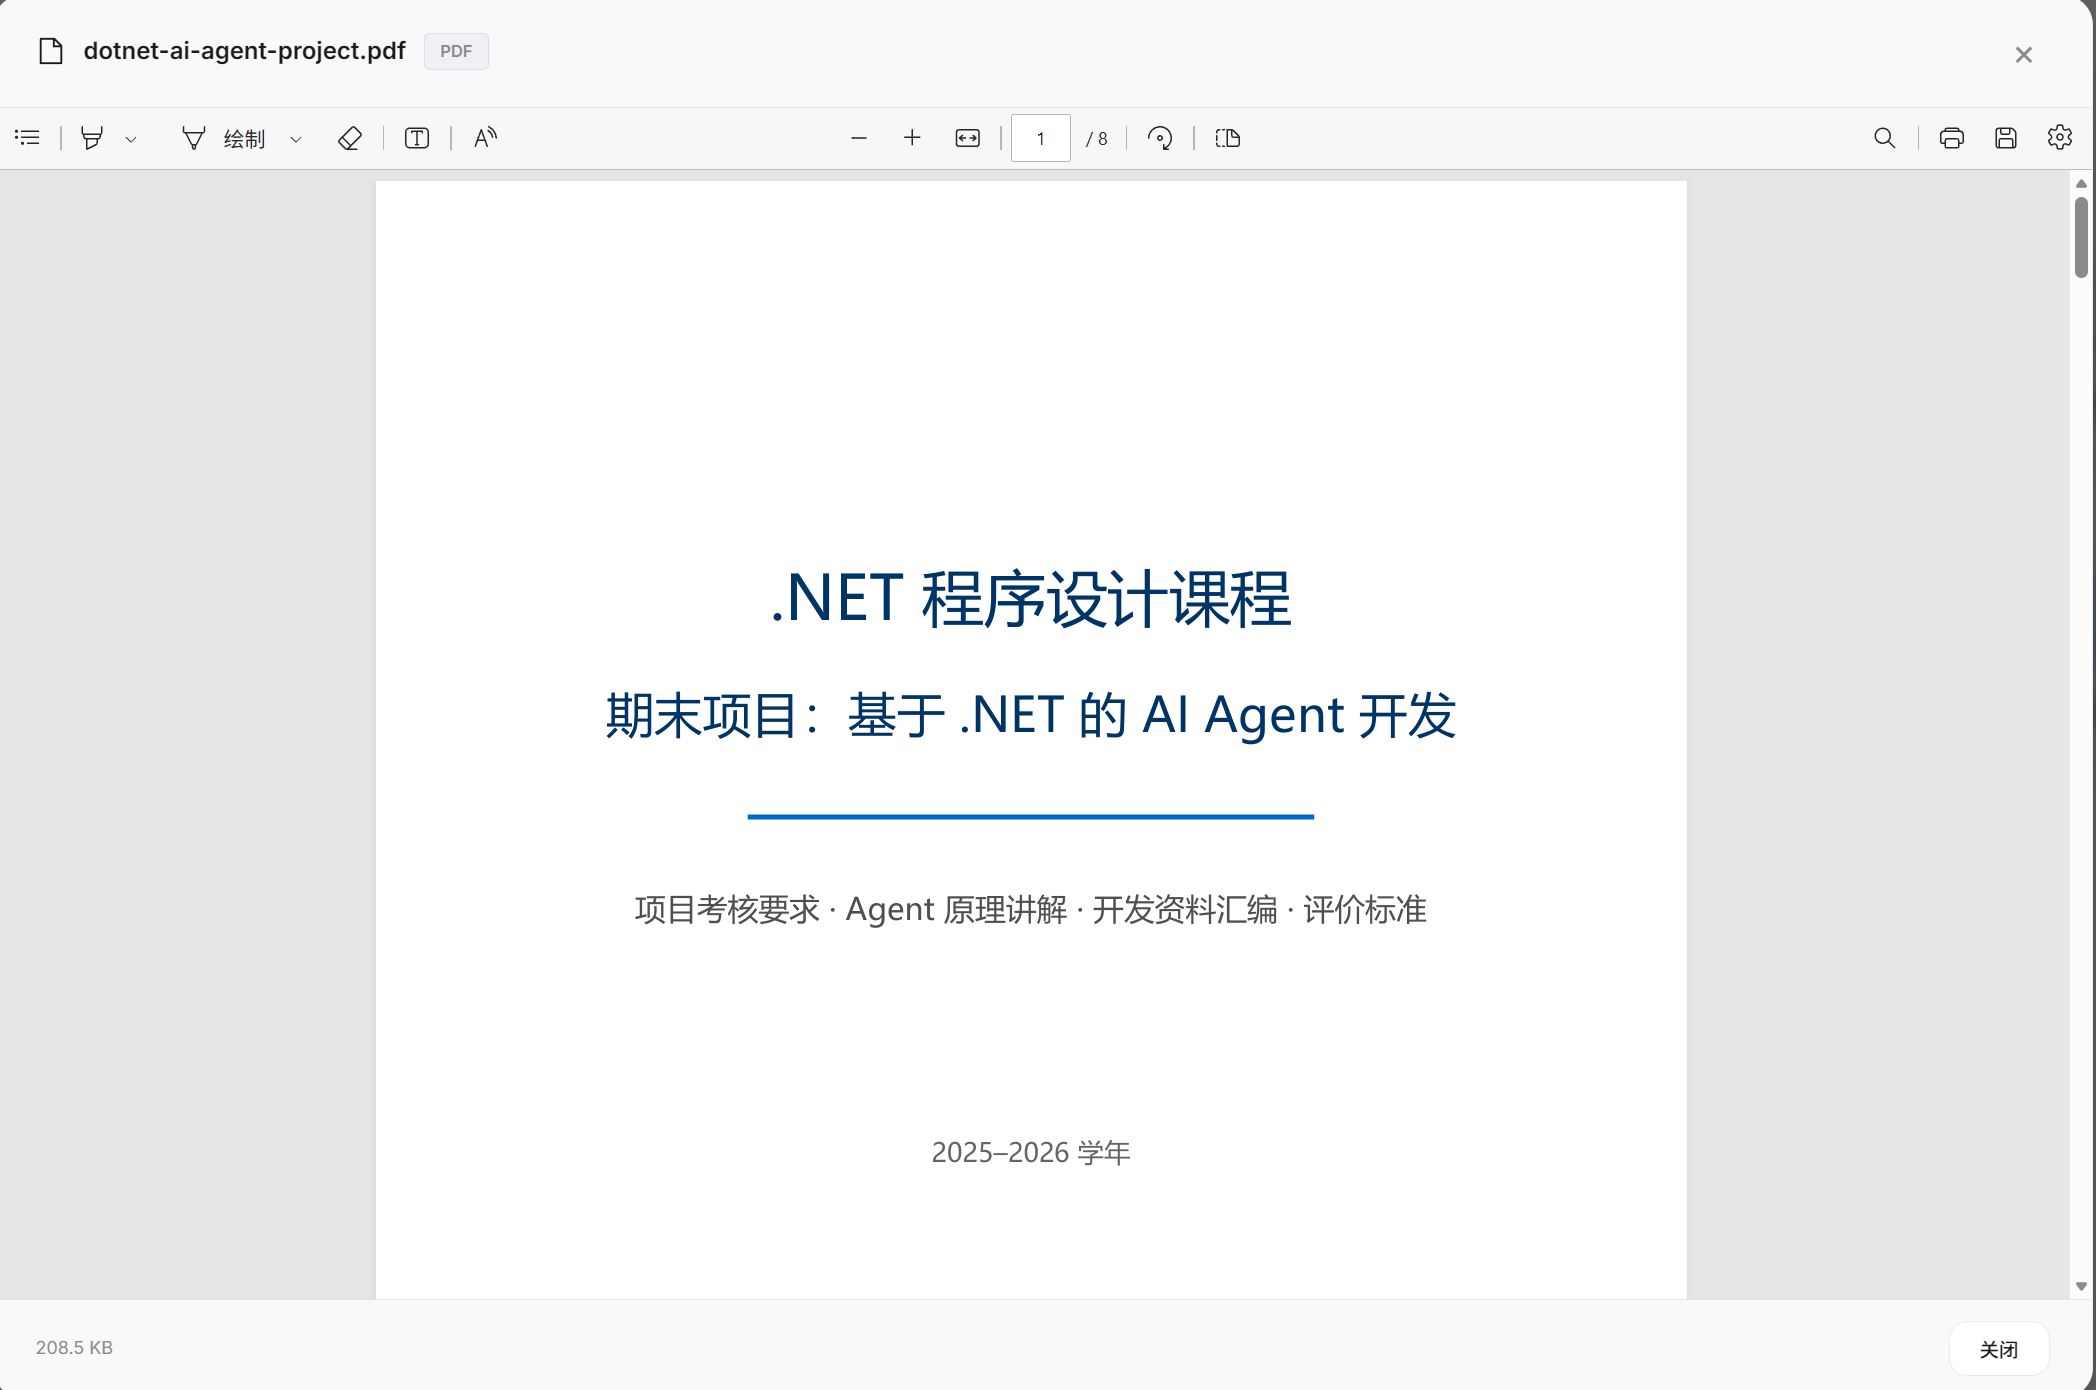 dotnet-ai-agent-project.pdf PDF
绘制 1 / 8
.NET 程序设计课程
期末项目：基于 .NET 的 AI Agent 开发
项目考核要求 · Agent 原理讲解 · 开发资料汇编 · 评价标准
2025–2026 学年
208.5 KB 关闭